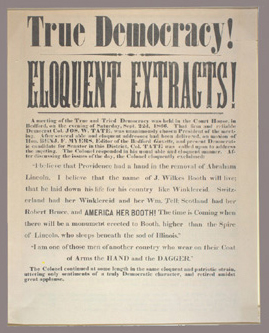 True Democracy!
ELOQUENT EXTRACTS!
A meeting of the True and Tried Democracy was held in the Court House, in
Bedford, on the evening of Saturday, Sept. 22d, 1866. That firm and reliable
Democrat Col. JOS. W. TATE, was unanimously chosen President of the meet-
ing. After several able and eloquent addresses had been delivered, on motion of
Hon. BENJ. F. MYERS, Editor of the Bedford Gazette, and present Democrat-
ic candidate for Senator in this District, Col. TATE was called upon to address
the meeting. The Colonel responded in his usual able and eloquent manner. Af-
ter discussing the issues of the day, the Colonel eloquently exclaimed:
"I believe that Providence had a hand in the removal of Abraham
Lincoln. I believe that the name of J. Wilkes Booth will live;
that he laid down his life for his country like Winkleried. Switz-
erland had her Winkleried and her Wm. Tell; Scotland had her
Robert Bruce, and AMERICA HER BOOTH! The time is Coming when
there will be a monument erected to Booth, higher than the Spire
of Lincoln, who sleeps beneath the sod of Illinois."
"I am one of those men of another country who wear on their Coat
of Arms the HAND and the DAGGER."
The Colonel continued at some length in the same eloquent and patriotic strain,
uttering only sentiments of a truly Democratic character, and retired amidst
great applause.